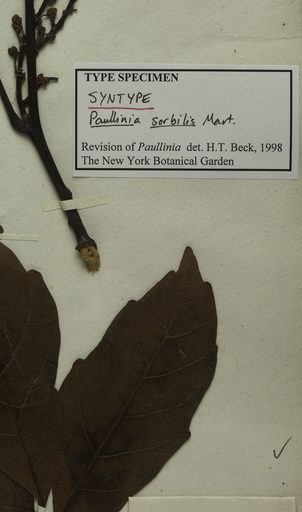 TYPE SPECIMEN
SYNTYPE
Paullinia sorbilis Mart.
Revision of Paullinia det. H.T. Beck, 1998
The New York Botanical Garden